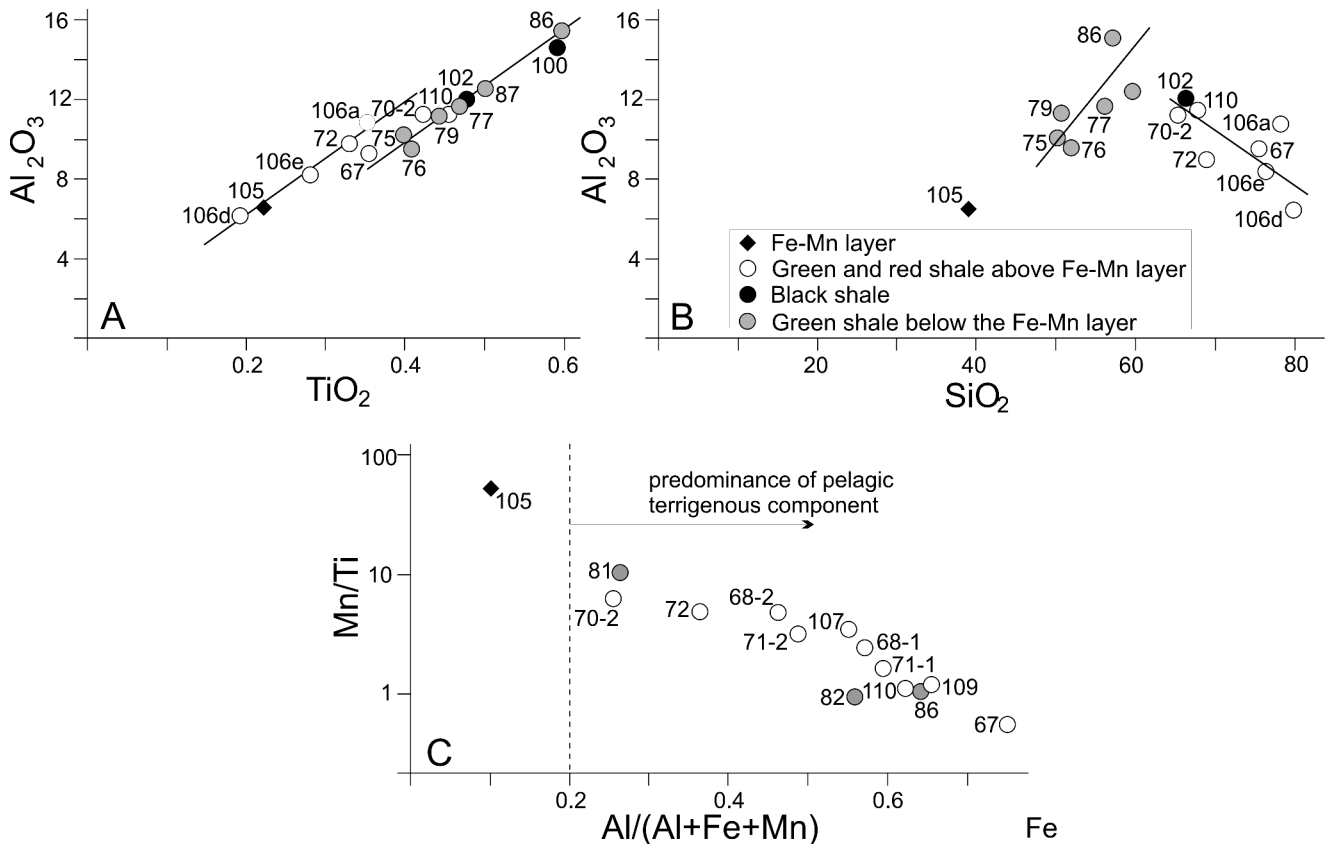 16
12
8
4
Al2O3
86
100
102
87
110
70-2
106a
77
79
72
75
76
67
106e
105
106d
A
0.2
0.4
0.6
TiO2
16
12
8
4
Al2O3
86
79
77
75
76
102
110
70-2
106a
72
67
106e
106d
105
Fe-Mn layer
Green and red shale above Fe-Mn layer
Black shale
Green shale below the Fe-Mn layer
B
20
40
60
80
SiO2
100
10
1
Mn/Ti
105
predominance of pelagic
terrigenous component
81
70-2
72
68-2
71-2
107
68-1
71-1
82
110
109
86
67
C
0.2
0.4
0.6
Al/(Al+Fe+Mn)
Fe